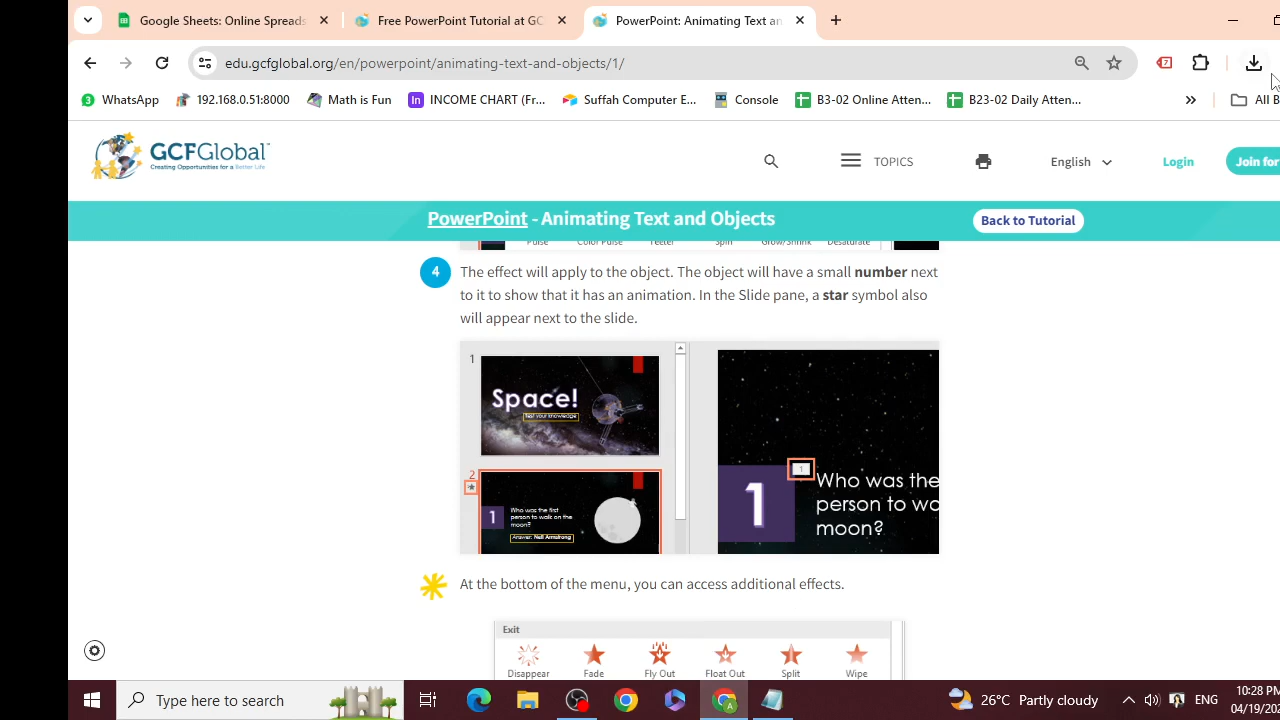 Google Sheets: Online Spreads
Free PowerPoint Tutorial at GC
PowerPoint: Animating Text an
edu.gcfglobal.org/en/powerpoint/animating-text-and-objects/1/
7
3
WhatsApp
192.168.0.51:8000
Math is Fun
In
INCOME CHART (Fr...
Suffah Computer E...
Console
B3-02 Online Atten...
B23-02 Daily Atten...
All B
GCFGlobal
Creating Opportunities for a Better Life
TOPICS
English
Login
Join for
PowerPoint - Animating Text and Objects
Back to Tutorial
Pulse
Color Pulse
Teeter
Spin
Grow/Shrink
Desaturate
4
The effect will apply to the object. The object will have a small number next
to it to show that it has an animation. In the Slide pane, a star symbol also
will appear next to the slide.
1
Space!
Test your knowledge
2
1
Who was the first
person to walk on the
moon?
Answer: Neil Armstrong
1
1
Who was the
person to wa
moon?
At the bottom of the menu, you can access additional effects.
Exit
Disappear
Fade
Fly Out
Float Out
Split
Wipe
Type here to search
A
26°C Partly cloudy
ENG
10:28 PM
04/19/202